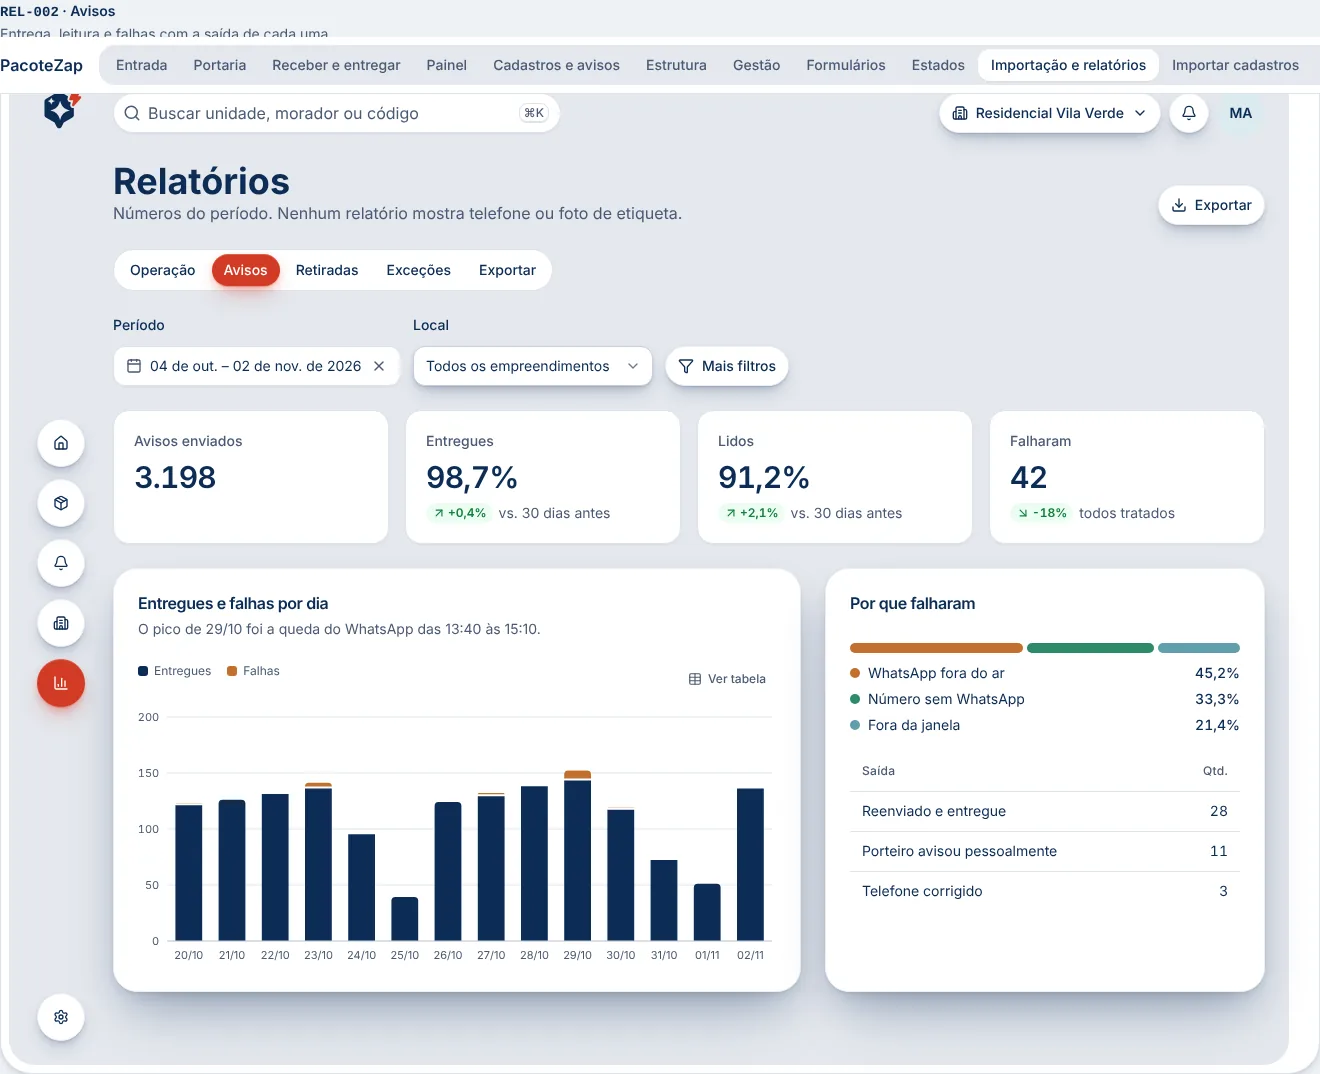 REL-002 · Avisos
Entrega, leitura e falhas com a saída de cada uma
PacoteZap
Entrada
Portaria
Receber e entregar
Painel
Cadastros e avisos
Estrutura
Gestão
Formulários
Estados
Importação e relatórios
Importar cadastros
Buscar unidade, morador ou código
⌘K
Residencial Vila Verde
MA
Relatórios
Números do período. Nenhum relatório mostra telefone ou foto de etiqueta.
Exportar
Operação
Avisos
Retiradas
Exceções
Exportar
Período
Local
04 de out. – 02 de nov. de 2026
Todos os empreendimentos
Mais filtros
Avisos enviados
3.198
Entregues
98,7%
+0,4% vs. 30 dias antes
Lidos
91,2%
+2,1% vs. 30 dias antes
Falharam
42
-18% todos tratados
Entregues e falhas por dia
O pico de 29/10 foi a queda do WhatsApp das 13:40 às 15:10.
Entregues
Falhas
Ver tabela
200
150
100
50
0
20/10 21/10 22/10 23/10 24/10 25/10 26/10 27/10 28/10 29/10 30/10 31/10 01/11 02/11
Por que falharam
WhatsApp fora do ar 45,2%
Número sem WhatsApp 33,3%
Fora da janela 21,4%
Saída Qtd.
Reenviado e entregue 28
Porteiro avisou pessoalmente 11
Telefone corrigido 3